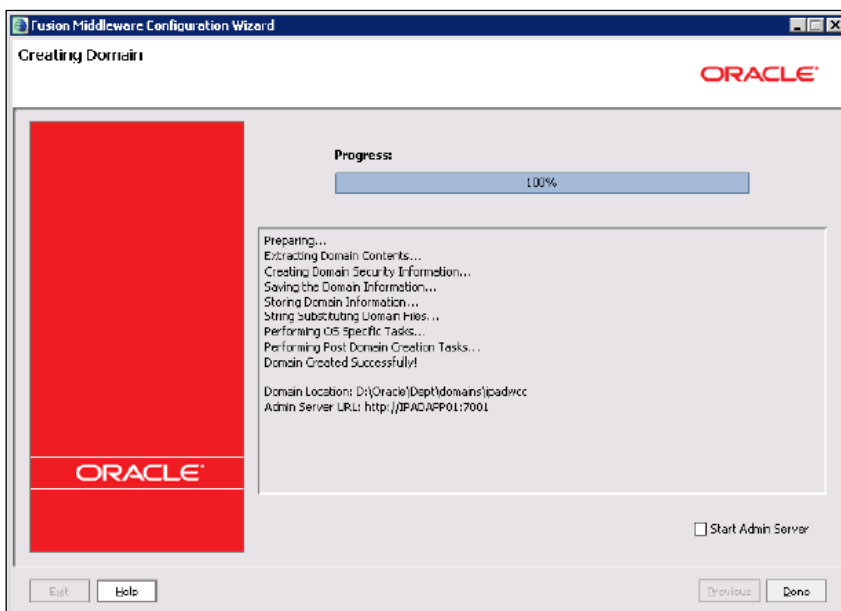 Fusion Middleware Configuration Wizard
Creating Domain
ORACLE
Progress:
100%
Preparing...
Extracting Domain Contents...
Creating Domain Security Information...
Saving the Domain Information...
Storing Domain Information...
String Substituting Domain Files...
Performing OS Specific Tasks...
Performing Post Domain Creation Tasks...
Domain Created Successfully!
Domain Location: D:\Oracle\Dept\domains\ipadwcc
Admin Server URL: http://IPADAPP01:7001
ORACLE
Start Admin Server
Exit
Help
Previous
Done